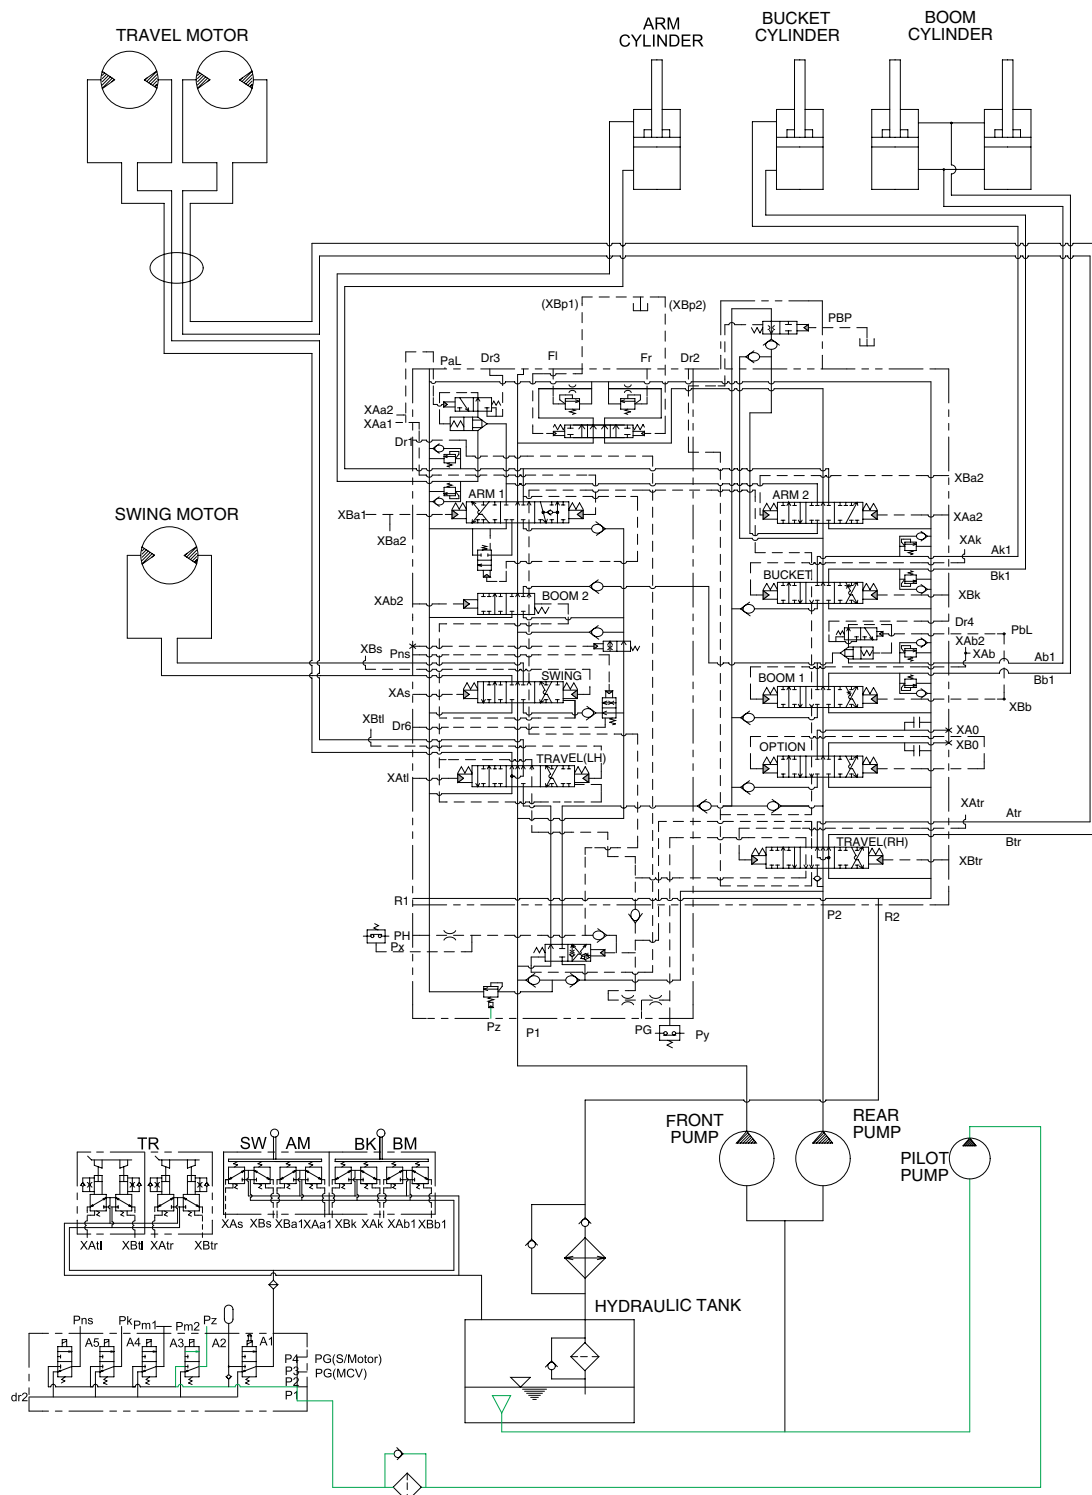 TRAVEL MOTOR
ARM
CYLINDER
BUCKET
CYLINDER
BOOM
CYLINDER
(XBp1)
(XBp2)
PBP
PaL
Dr3
Fl
Fr
Dr2
XAa2
XAa1
Dr1
XBa2
ARM 1
ARM 2
SWING MOTOR
XBa1
XBa2
XAa2
XAk
Ak1
BUCKET
Bk1
XAb2
BOOM 2
XBk
Dr4
PbL
XBs
Pns
XAb2
XAb
Ab1
SWING
BOOM 1
Bb1
XAs
XBb
XBtl
Dr6
XA0
XB0
OPTION
TRAVEL(LH)
XAtl
XAtr
Atr
Btr
TRAVEL(RH)
XBtr
R1
P2
R2
PH
Px
Pz
P1
PG
Py
FRONT
PUMP
REAR
PUMP
PILOT
PUMP
TR
SW
AM
BK
BM
XAs
XBs
XBa1
XAa1
XBk
XAk
XAb1
XBb1
XAtl
XBtl
XAtr
XBtr
HYDRAULIC TANK
Pns
Pk
Pm1
Pm2
Pz
A5
A4
A3
A2
A1
P4
PG(S/Motor)
P3
PG(MCV)
P2
P1
dr2